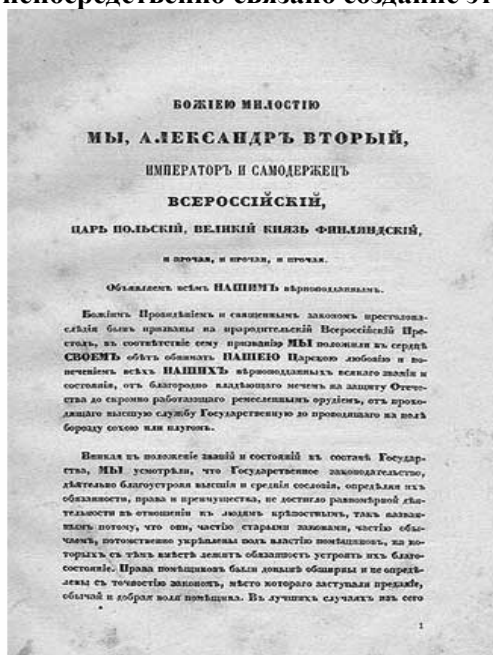 непосредственно связано создание эт
БОЖІЕЮ МИЛОСТІЮ
МЫ, АЛЕКСАНДРЪ ВТОРЫЙ,
ИМПЕРАТОРЪ И САМОДЕРЖЕЦЪ
ВСЕРОССІЙСКІЙ,
ЦАРЬ ПОЛЬСКІЙ, ВЕЛИКІЙ КНЯЗЬ ФИНЛЯНДСКІЙ,
и прочая, и прочая, и прочая.
Объявляемъ всѣмъ НАШИМЪ вѣрноподданнымъ.
Божіимъ Провидѣніемъ и священнымъ закономъ престолона-
слѣдія бывъ призваны на прародительскій Всероссійскій Пре-
столъ, въ соотвѣтствіе сему призванію МЫ положили въ сердцѣ
СВОЕМЪ обѣтъ обнимать НАШЕЮ Царскою любовію и по-
печеніемъ всѣхъ НАШИХЪ вѣрноподданныхъ всякаго званія и
состоянія, отъ благородно владѣющаго мечемъ на защиту Отече-
ства до скромно работающаго ремесленнымъ орудіемъ, отъ прохо-
дящаго высшую службу Государственную до проводящаго на полѣ
борозду сохою или плугомъ.
Вникая въ положеніе званій и состояній въ составѣ Государ-
ства, МЫ усмотрѣли, что Государственное законодательство,
дѣятельно благоустрояя высшія и среднія сословія, опредѣляя ихъ
обязанности, права и преимущества, не достигло равномѣрной дѣя-
тельности въ отношеніи къ людямъ крѣпостнымъ, такъ назван-
нымъ потому, что они, частію старыми законами, частію обы-
чаемъ, потомственно укрѣплены подъ властію помѣщиковъ, на ко-
торыхъ съ тѣмъ вмѣстѣ лежитъ обязанность устроять ихъ благо-
состояніе. Права помѣщиковъ были донынѣ обширны и не опредѣ-
лены съ точностію закономъ, мѣсто котораго заступали преданіе,
обычай и добрая воля помѣщика. Въ лучшихъ случаяхъ изъ сего
1